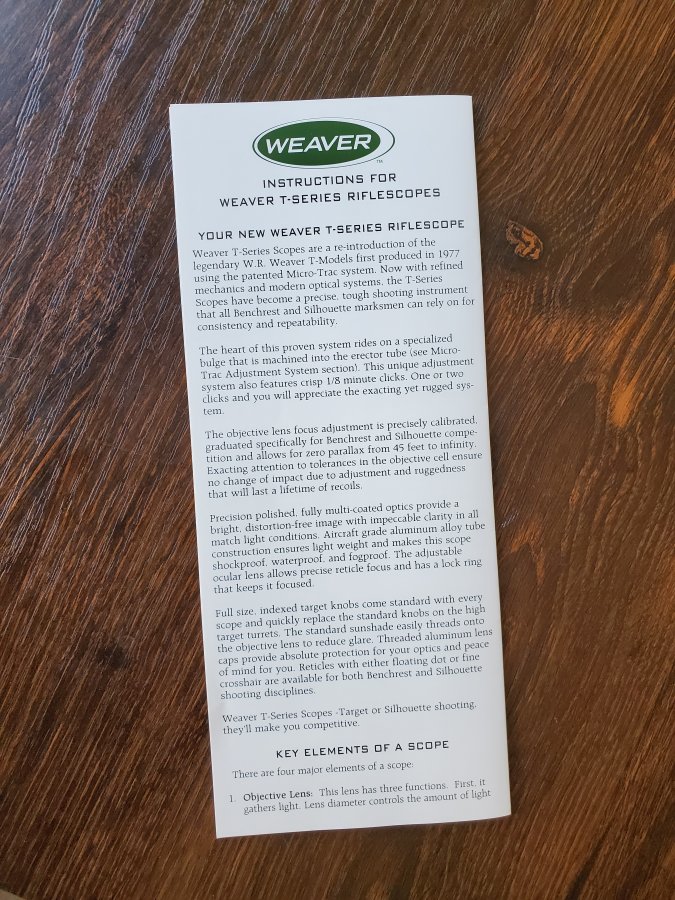 WEAVER™
INSTRUCTIONS FOR
WEAVER T-SERIES RIFLESCOPES
YOUR NEW WEAVER T-SERIES RIFLESCOPE
Weaver T-Series Scopes are a re-introduction of the
legendary W.R. Weaver T-Models first produced in 1977
using the patented Micro-Trac system. Now with refined
mechanics and modern optical systems, the T-Series
Scopes have become a precise, tough shooting instrument
that all Benchrest and Silhouette marksmen can rely on for
consistency and repeatability.
The heart of this proven system rides on a specialized
bulge that is machined into the erector tube (see Micro-
Trac Adjustment System section). This unique adjustment
system also features crisp 1/8 minute clicks. One or two
clicks and you will appreciate the exacting yet rugged sys-
tem.
The objective lens focus adjustment is precisely calibrated,
graduated specifically for Benchrest and Silhouette compe-
tition and allows for zero parallax from 45 feet to infinity.
Exacting attention to tolerances in the objective cell ensure
no change of impact due to adjustment and ruggedness
that will last a lifetime of recoils.
Precision polished, fully multi-coated optics provide a
bright, distortion-free image with impeccable clarity in all
match light conditions. Aircraft grade aluminum alloy tube
construction ensures light weight and makes this scope
shockproof, waterproof, and fogproof. The adjustable
ocular lens allows precise reticle focus and has a lock ring
that keeps it focused.
Full size, indexed target knobs come standard with every
scope and quickly replace the standard knobs on the high
target turrets. The standard sunshade easily threads onto
the objective lens to reduce glare. Threaded aluminum lens
caps provide absolute protection for your optics and peace
of mind for you. Reticles with either floating dot or fine
crosshair are available for both Benchrest and Silhouette
shooting disciplines.
Weaver T-Series Scopes -Target or Silhouette shooting,
they'll make you competitive.
KEY ELEMENTS OF A SCOPE
There are four major elements of a scope:
1. Objective Lens: This lens has three functions. First, it
gathers light. Lens diameter controls the amount of light